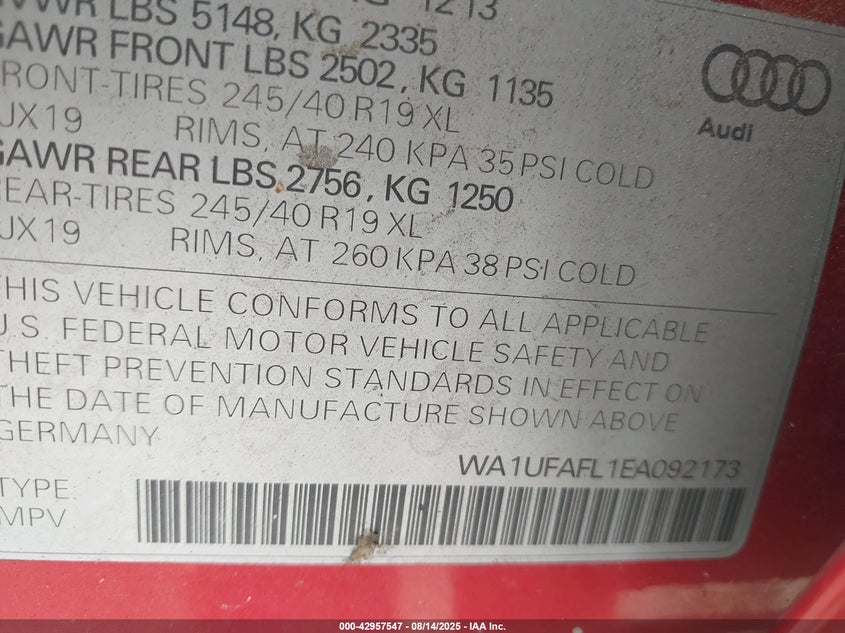 VWR LBS 5148, KG 2335
GAWR FRONT LBS 2502, KG 1135
FRONT-TIRES 245/40 R19 XL
JX19 RIMS, AT 240 KPA 35 PSI COLD
GAWR REAR LBS 2756, KG 1250
REAR-TIRES 245/40 R19 XL
JX19 RIMS, AT 260 KPA 38 PSI COLD
THIS VEHICLE CONFORMS TO ALL APPLICABLE
U.S. FEDERAL MOTOR VEHICLE SAFETY AND
THEFT PREVENTION STANDARDS IN EFFECT ON
THE DATE OF MANUFACTURE SHOWN ABOVE
GERMANY
WA1UFAFL1EA092173
TYPE:
MPV
Audi
000-42957547 - 08/14/2025 - IAA Inc.